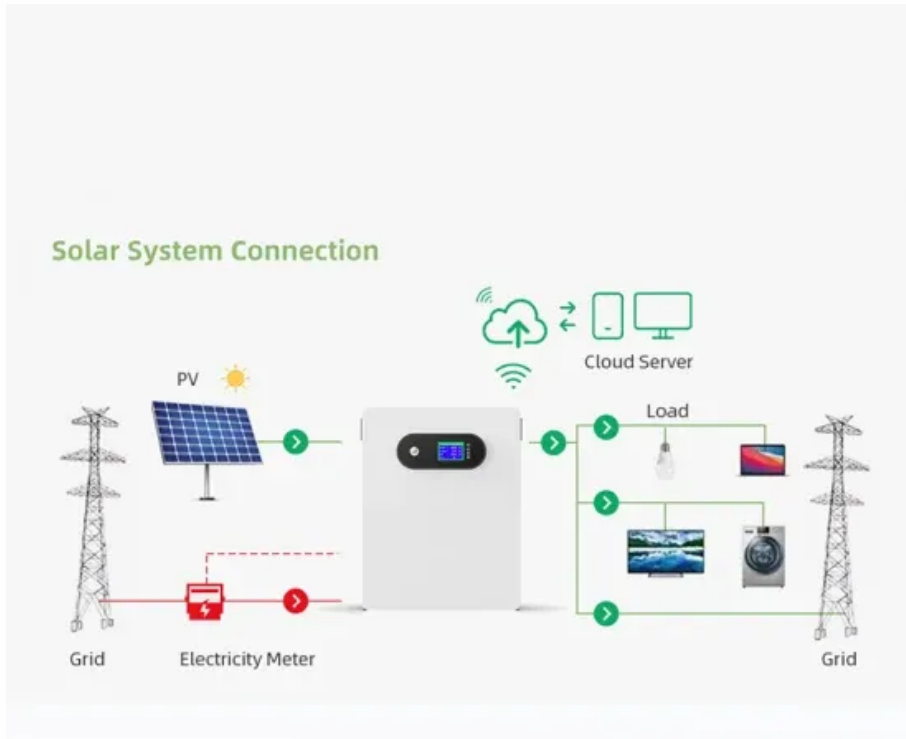 Solar System Connection
Cloud Server
PV
Load
Grid
Electricity Meter
Grid